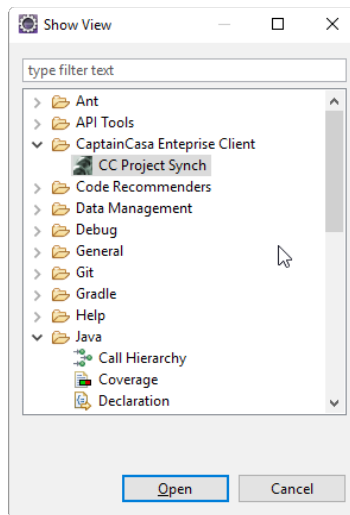 Show View
type filter text
Ant
API Tools
CaptainCasa Enteprise Client
CC Project Synch
Code Recommenders
Data Management
Debug
General
Git
Gradle
Help
Java
Call Hierarchy
Coverage
Declaration
Open
Cancel